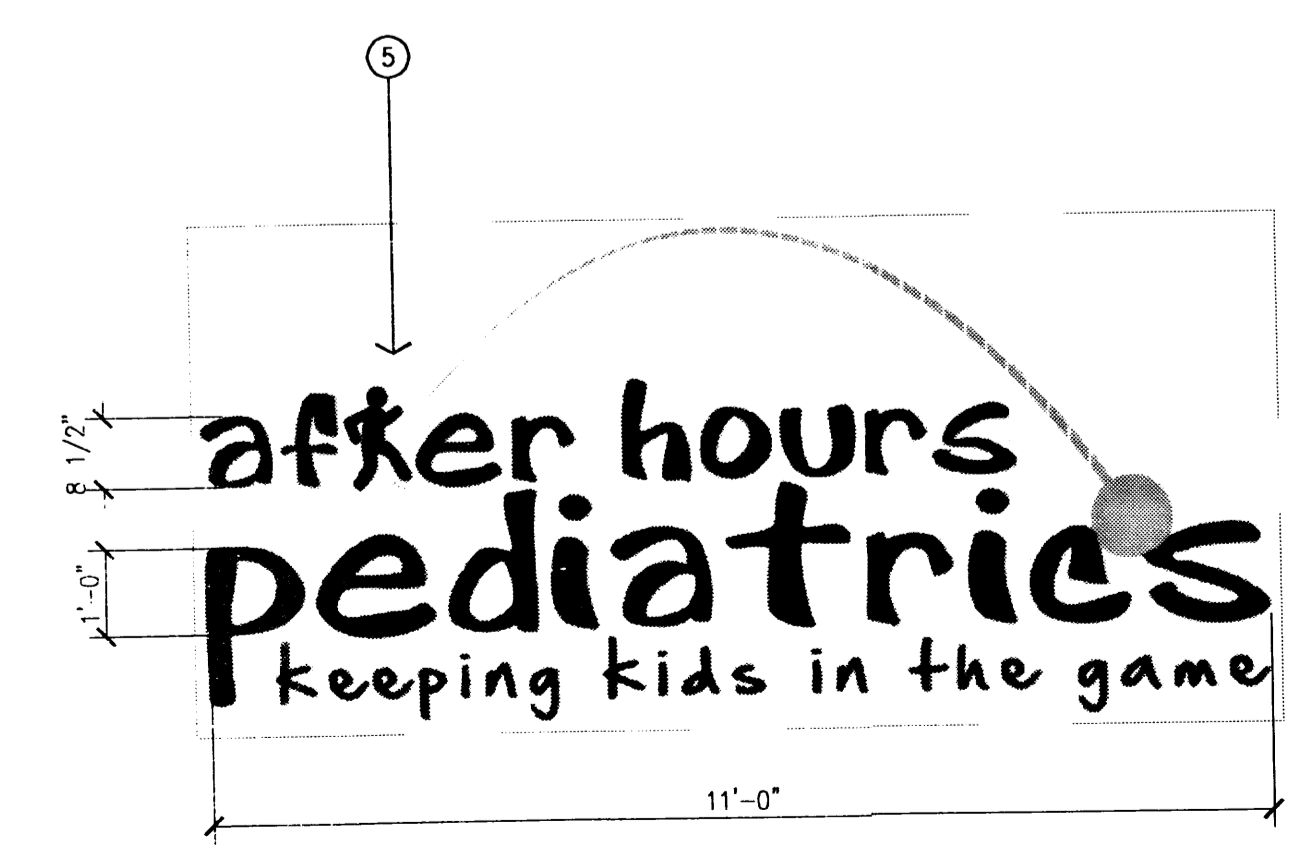 5
after hours
8 1/2"
pediatrics
1'-0"
keeping kids in the game
11'-0"